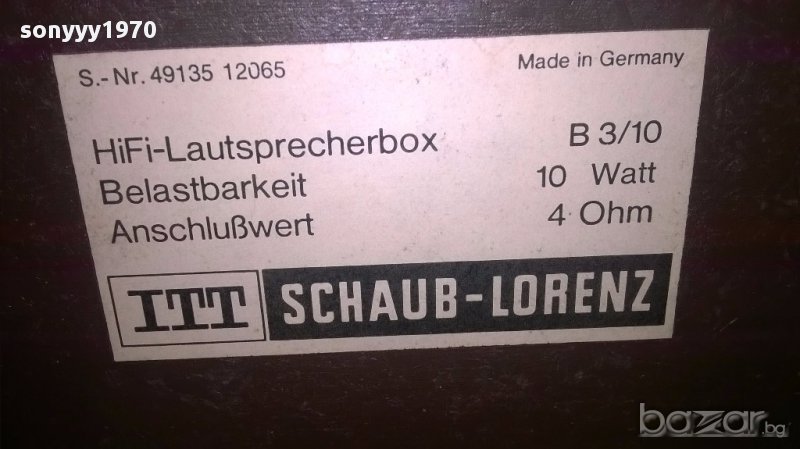 sonyyy1970
S.-Nr. 49135 12065 Made in Germany
HiFi-Lautsprecherbox B 3/10
Belastbarkeit 10 Watt
Anschlußwert 4 Ohm
ITT SCHAUB-LORENZ
bazar.bg